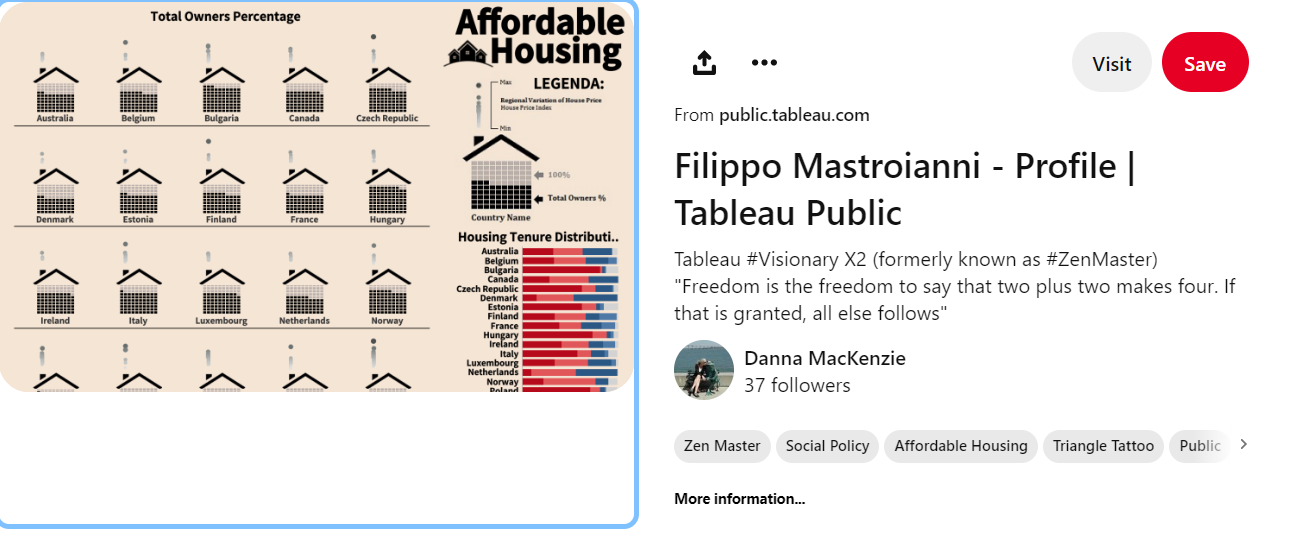 Total Owners Percentage
Australia
Belgium
Bulgaria
Canada
Czech Republic
Denmark
Estonia
Finland
France
Hungary
Ireland
Italy
Luxembourg
Netherlands
Norway
Affordable
Housing
LEGENDA:
Max
Regional Variation of House Price
House Price Index
Min
100%
Total Owners %
Country Name
Housing Tenure Distributi..
Australia
Belgium
Bulgaria
Canada
Czech Republic
Denmark
Estonia
Finland
France
Hungary
Ireland
Italy
Luxembourg
Netherlands
Norway
Poland
Visit
Save
From public.tableau.com
Filippo Mastroianni - Profile |
Tableau Public
Tableau #Visionary X2 (formerly known as #ZenMaster)
"Freedom is the freedom to say that two plus two makes four. If
that is granted, all else follows"
Danna MacKenzie
37 followers
Zen Master
Social Policy
Affordable Housing
Triangle Tattoo
Public
More information...